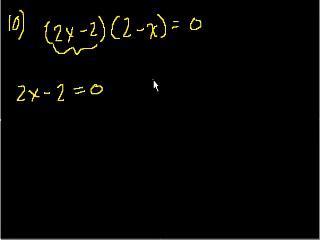 10) (2x-2)(2-x) = 0
2x-2 = 0